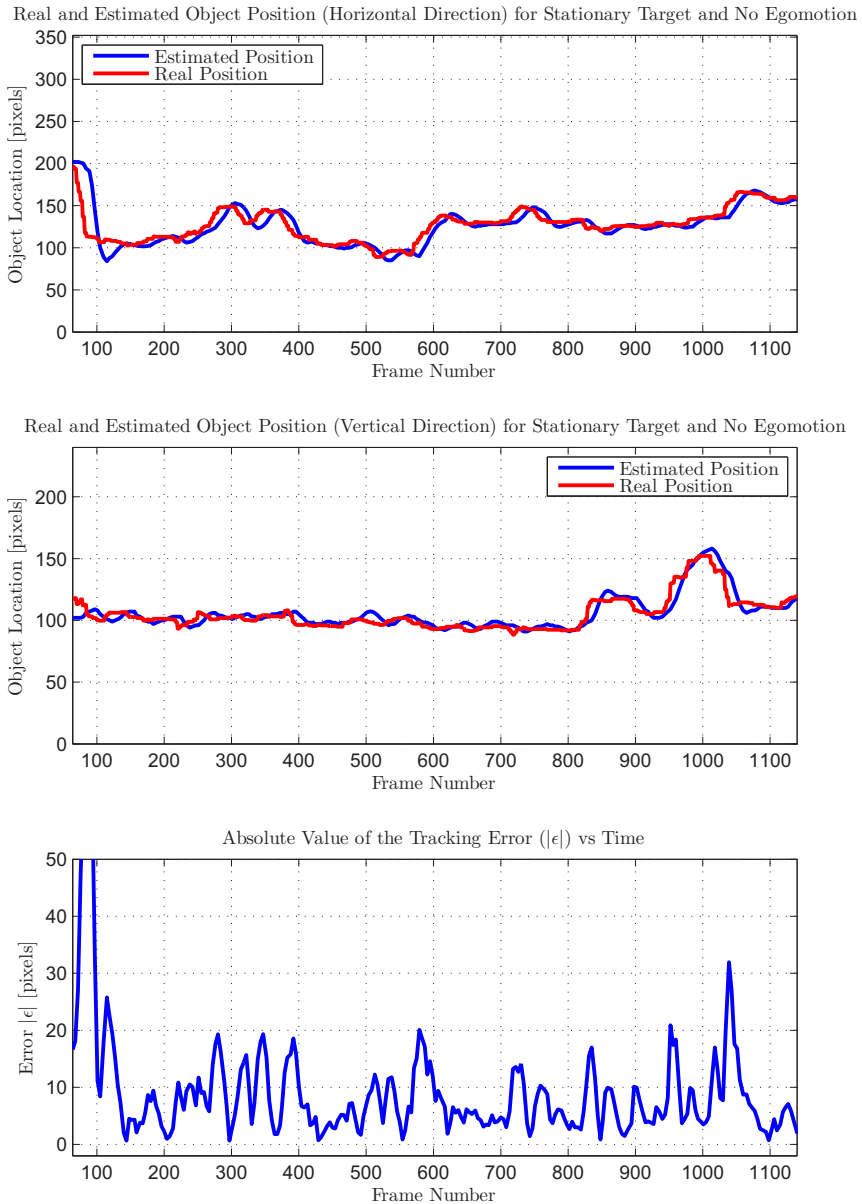 Real and Estimated Object Position (Horizontal Direction) for Stationary Target and No Egomotion
350
300
250
200
150
100
50
0
Object Location [pixels]
Estimated Position
Real Position
100 200 300 400 500 600 700 800 900 1000 1100
Frame Number
Real and Estimated Object Position (Vertical Direction) for Stationary Target and No Egomotion
200
150
100
50
0
Object Location [pixels]
Estimated Position
Real Position
100 200 300 400 500 600 700 800 900 1000 1100
Frame Number
Absolute Value of the Tracking Error (|ϵ|) vs Time
50
40
30
20
10
0
Error |ϵ| [pixels]
100 200 300 400 500 600 700 800 900 1000 1100
Frame Number